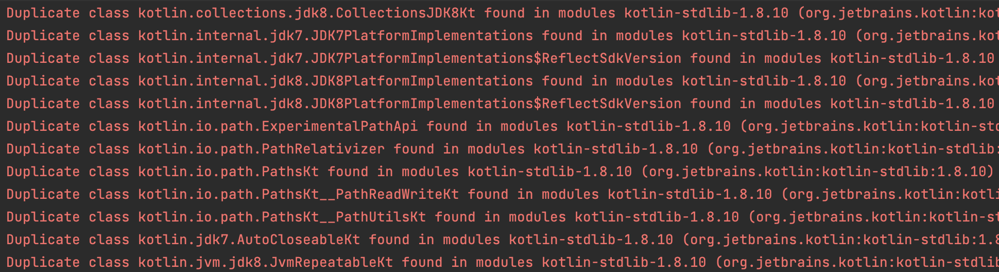 Duplicate class kotlin.collections.jdk8.CollectionsJDK8Kt found in modules kotlin-stdlib-1.8.10 (org.jetbrains.kotlin:kot
Duplicate class kotlin.internal.jdk7.JDK7PlatformImplementations found in modules kotlin-stdlib-1.8.10 (org.jetbrains.kot
Duplicate class kotlin.internal.jdk7.JDK7PlatformImplementations$ReflectSdkVersion found in modules kotlin-stdlib-1.8.10
Duplicate class kotlin.internal.jdk8.JDK8PlatformImplementations found in modules kotlin-stdlib-1.8.10 (org.jetbrains.kot
Duplicate class kotlin.internal.jdk8.JDK8PlatformImplementations$ReflectSdkVersion found in modules kotlin-stdlib-1.8.10
Duplicate class kotlin.io.path.ExperimentalPathApi found in modules kotlin-stdlib-1.8.10 (org.jetbrains.kotlin:kotlin-std
Duplicate class kotlin.io.path.PathRelativizer found in modules kotlin-stdlib-1.8.10 (org.jetbrains.kotlin:kotlin-stdlib:
Duplicate class kotlin.io.path.PathsKt found in modules kotlin-stdlib-1.8.10 (org.jetbrains.kotlin:kotlin-stdlib:1.8.10)
Duplicate class kotlin.io.path.PathsKt__PathReadWriteKt found in modules kotlin-stdlib-1.8.10 (org.jetbrains.kotlin:kotli
Duplicate class kotlin.io.path.PathsKt__PathUtilsKt found in modules kotlin-stdlib-1.8.10 (org.jetbrains.kotlin:kotlin-st
Duplicate class kotlin.jdk7.AutoCloseableKt found in modules kotlin-stdlib-1.8.10 (org.jetbrains.kotlin:kotlin-stdlib:1.8
Duplicate class kotlin.jvm.jdk8.JvmRepeatableKt found in modules kotlin-stdlib-1.8.10 (org.jetbrains.kotlin:kotlin-stdlib